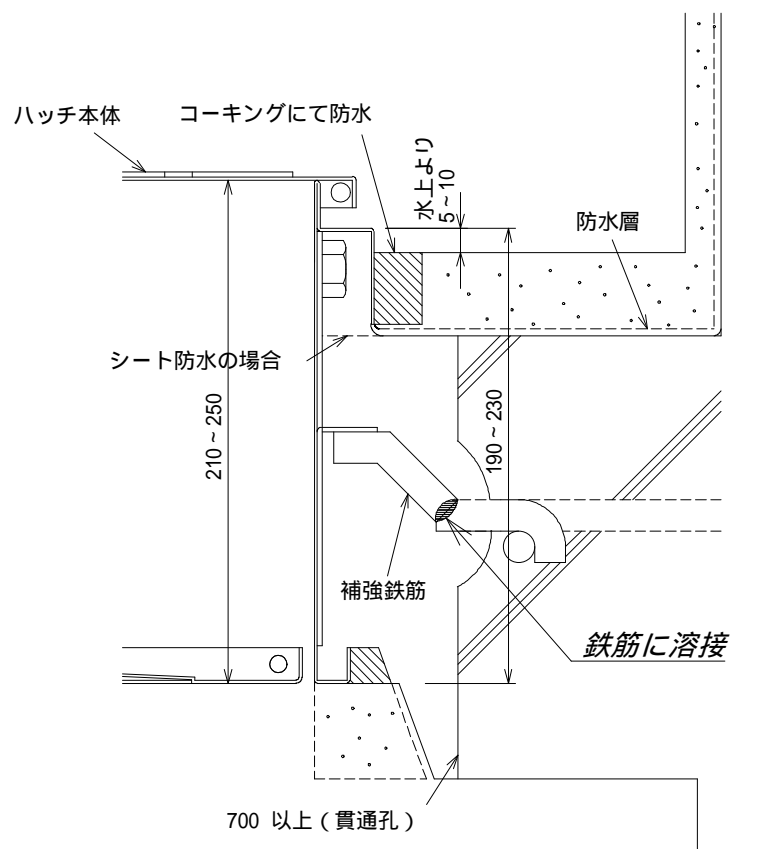 ハッチ本体
コーキングにて防水
水上より
5~10
防水層
シート防水の場合
210~250
190~230
補強鉄筋
鉄筋に溶接
700 以上(貫通孔)